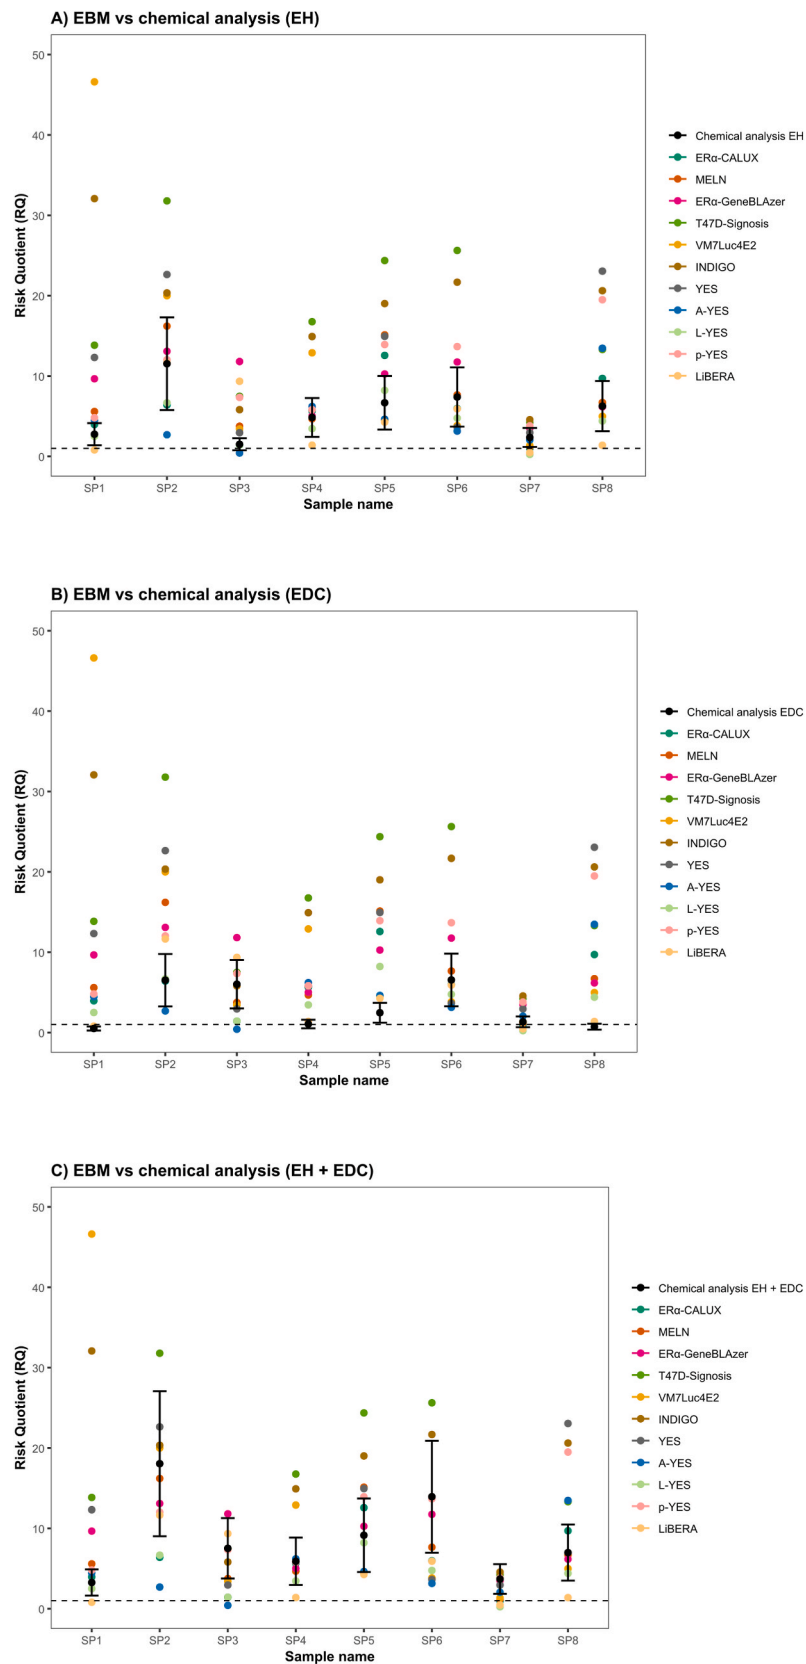 A) EBM vs chemical analysis (EH)
50
40
30
20
10
0
Risk Quotient (RQ)
SP1 SP2 SP3 SP4 SP5 SP6 SP7 SP8
Sample name
Chemical analysis EH
ERα-CALUX
MELN
ERα-GeneBLAzer
T47D-Signosis
VM7Luc4E2
INDIGO
YES
A-YES
L-YES
p-YES
LiBERA
B) EBM vs chemical analysis (EDC)
50
40
30
20
10
0
Risk Quotient (RQ)
SP1 SP2 SP3 SP4 SP5 SP6 SP7 SP8
Sample name
Chemical analysis EDC
ERα-CALUX
MELN
ERα-GeneBLAzer
T47D-Signosis
VM7Luc4E2
INDIGO
YES
A-YES
L-YES
p-YES
LiBERA
C) EBM vs chemical analysis (EH + EDC)
50
40
30
20
10
0
Risk Quotient (RQ)
SP1 SP2 SP3 SP4 SP5 SP6 SP7 SP8
Sample name
Chemical analysis EH + EDC
ERα-CALUX
MELN
ERα-GeneBLAzer
T47D-Signosis
VM7Luc4E2
INDIGO
YES
A-YES
L-YES
p-YES
LiBERA